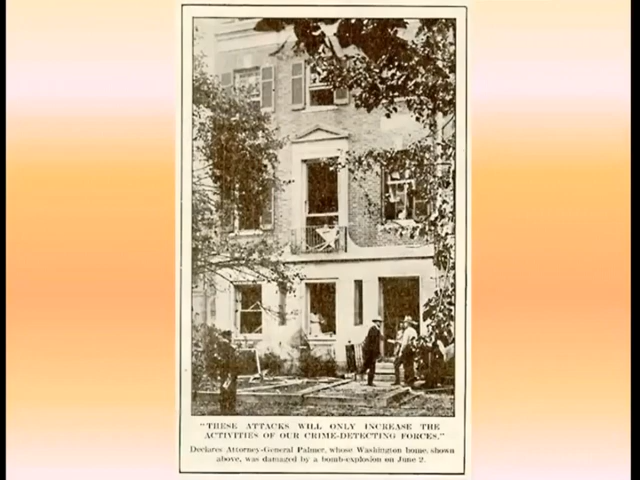 "THESE ATTACKS WILL ONLY INCREASE THE
ACTIVITIES OF OUR CRIME-DETECTING FORCES,"
Declares Attorney-General Palmer, whose Washington home, shown
above, was damaged by a bomb-explosion on June 2.